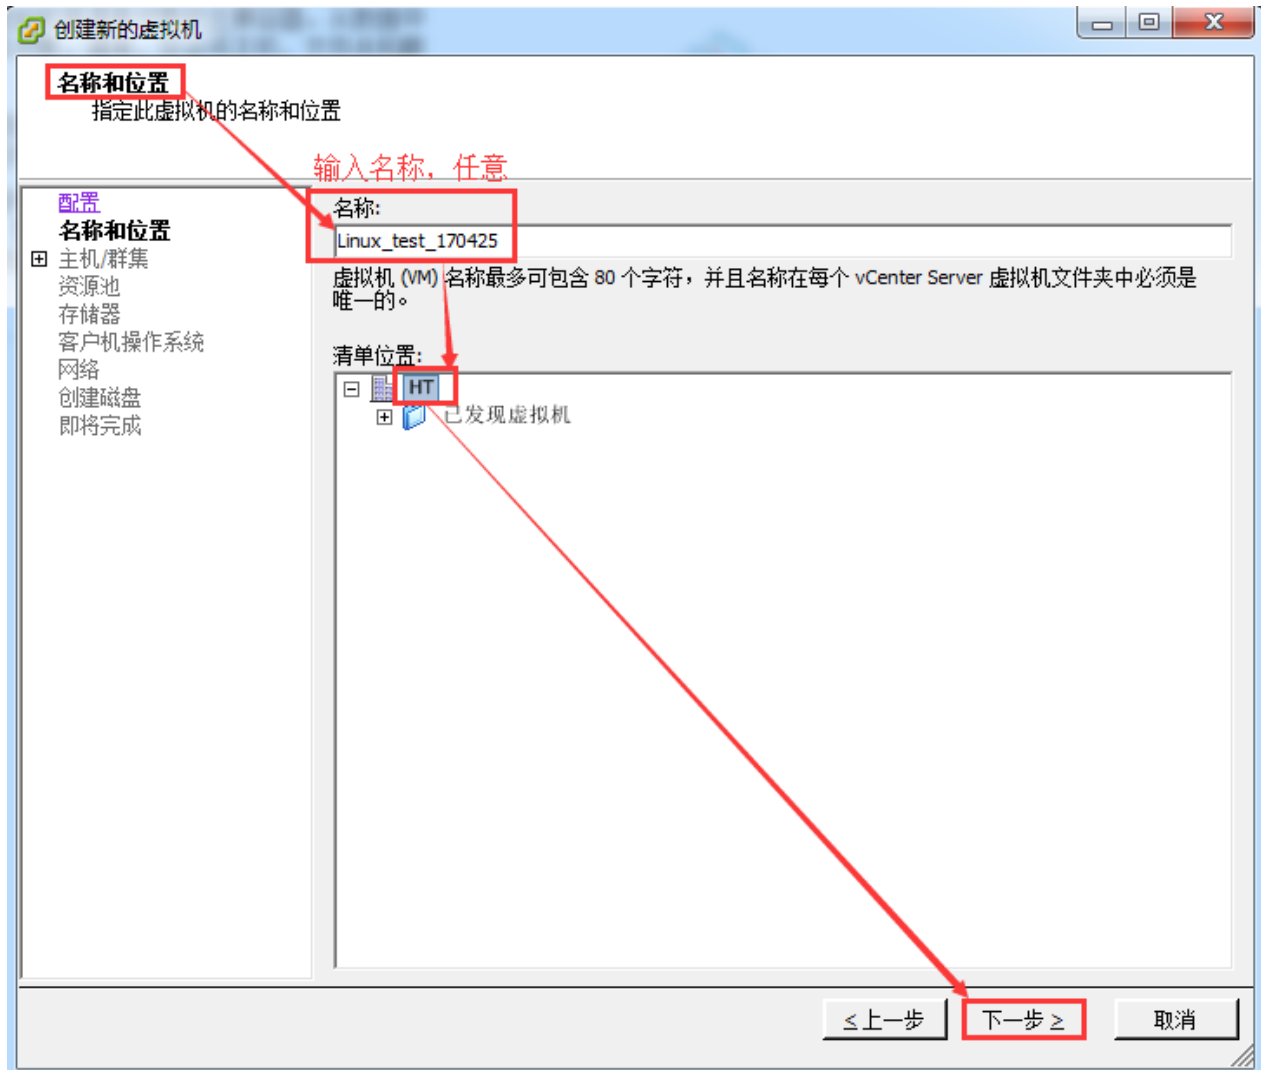 创建新的虚拟机
名称和位置
指定此虚拟机的名称和位置
输入名称，任意
配置
名称和位置
主机/群集
资源池
存储器
客户机操作系统
网络
创建磁盘
即将完成
名称:
Linux_test_170425
虚拟机 (VM) 名称最多可包含 80 个字符，并且名称在每个 vCenter Server 虚拟机文件夹中必须是
唯一的。
清单位置:
HT
已发现虚拟机
≤上一步
下一步 ≥
取消